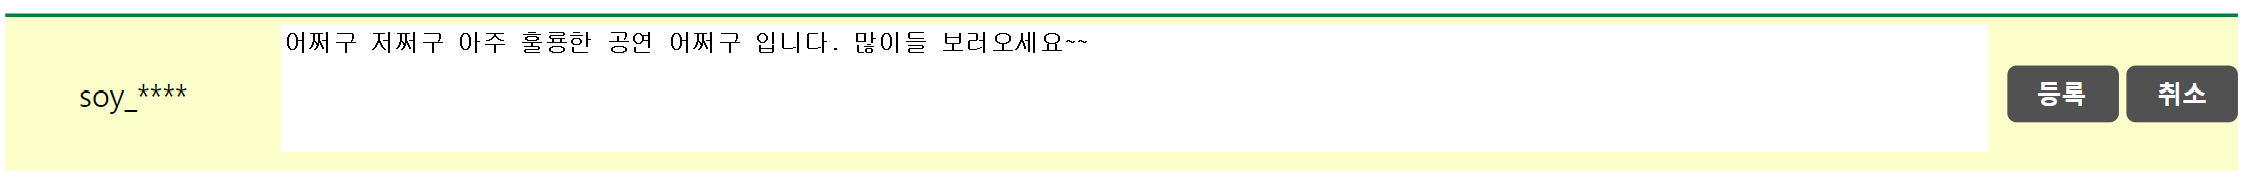 어쩌구 저쩌구 아주 훌룡한 공연 어쩌구 입니다. 많이들 보러오세요~~
soy_****
등록 취소